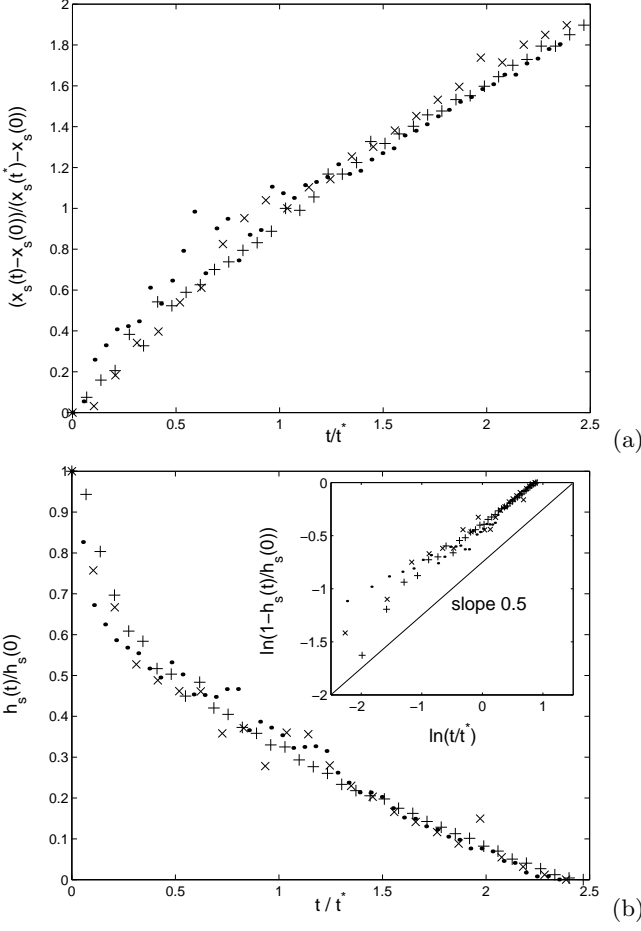 2
1.8
1.6
1.4
1.2
1
0.8
0.6
0.4
0.2
0
(x_s(t)−x_s(0))/(x_s(t^*)−x_s(0))
0 0.5 1 1.5 2 2.5
t/t^*
(a)
1
0.9
0.8
0.7
0.6
0.5
0.4
0.3
0.2
0.1
0
h_s(t)/h_s(0)
0
−0.5
−1
−1.5
−2
ln(1−h_s(t)/h_s(0))
slope 0.5
−2 −1 0 1
ln(t/t^*)
0 0.5 1 1.5 2 2.5
t / t^*
(b)